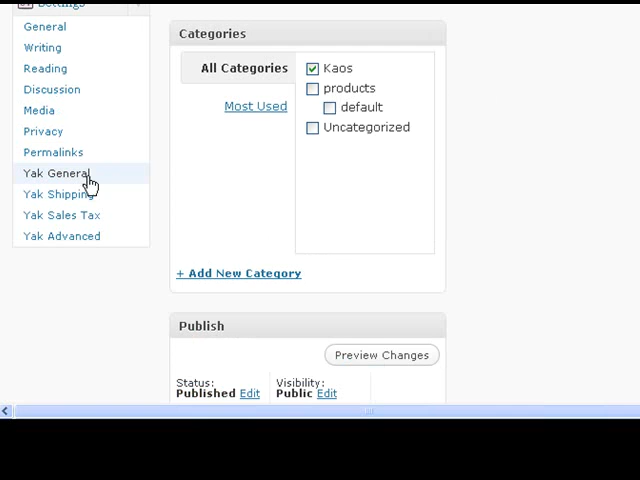 Settings
General
Writing
Reading
Discussion
Media
Privacy
Permalinks
Yak General
Yak Shipping
Yak Sales Tax
Yak Advanced
Categories
All Categories
Most Used
Kaos
products
default
Uncategorized
+ Add New Category
Publish
Preview Changes
Status:
Published Edit
Visibility:
Public Edit